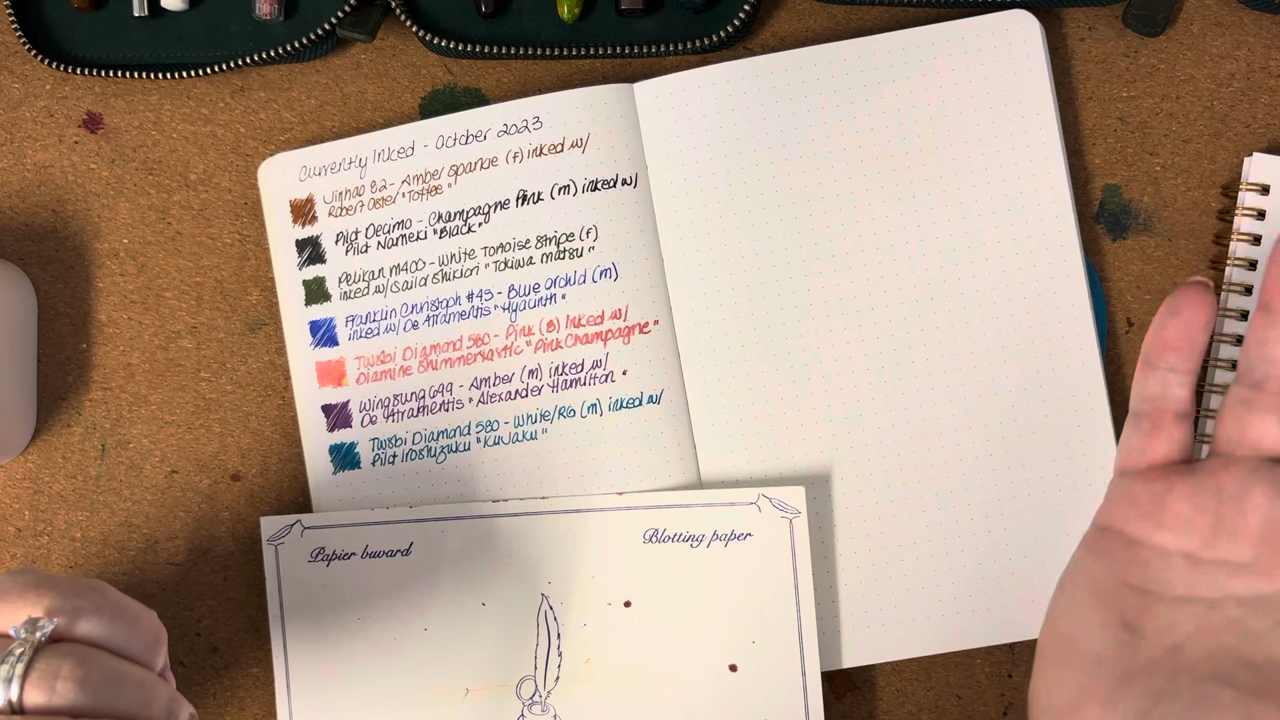 Currently Inked - October 2023
Jinhao 82 - Amber Sparkle (f) inked w/
Robert Oster "Toffee"
Pilot Decimo - Champagne Pink (m) inked w/
Pilot Nameki "Black"
Pelikan M400 - White Tortoise Stripe (f)
inked w/ Sailor Shikiori "Tokiwa matsu"
Franklin Christoph #45 - Blue Orchid (m)
inked w/ De Atramentis "Hyacinth"
Twsbi Diamond 580 - Pink (B) Inked w/
Diamine Shimmertastic "Pink Champagne"
Wingsung 699 - Amber (m) inked w/
De Atramentis "Alexander Hamilton"
Twsbi Diamond 580 - White/RG (m) inked w/
Pilot Iroshizuku "Kujaku"
Papier buvard
Blotting paper